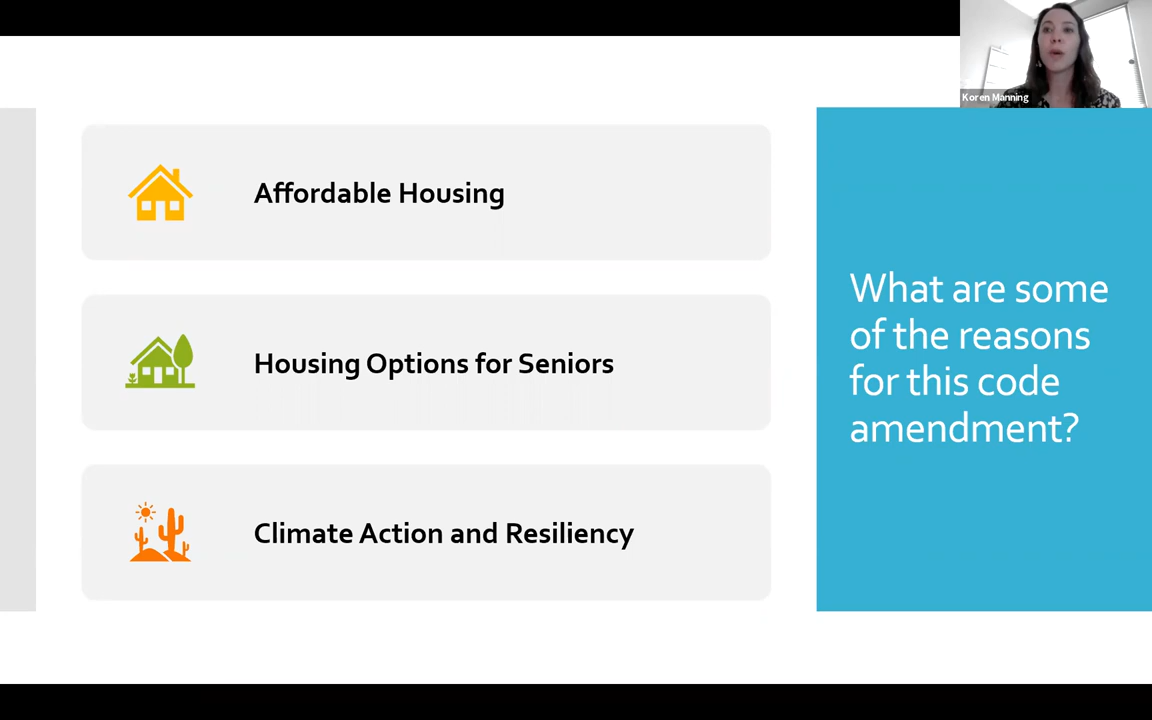 Koren Manning
Affordable Housing
Housing Options for Seniors
Climate Action and Resiliency
What are some
of the reasons
for this code
amendment?